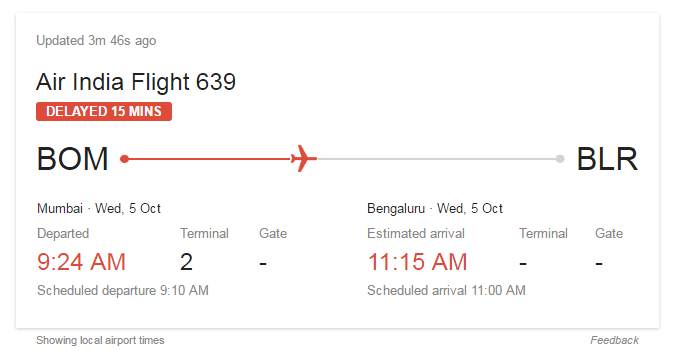 Updated 3m 46s ago
Air India Flight 639
DELAYED 15 MINS
BOM BLR
Mumbai · Wed, 5 Oct
Departed Terminal Gate
9:24 AM 2 -
Scheduled departure 9:10 AM
Bengaluru · Wed, 5 Oct
Estimated arrival Terminal Gate
11:15 AM - -
Scheduled arrival 11:00 AM
Showing local airport times
Feedback